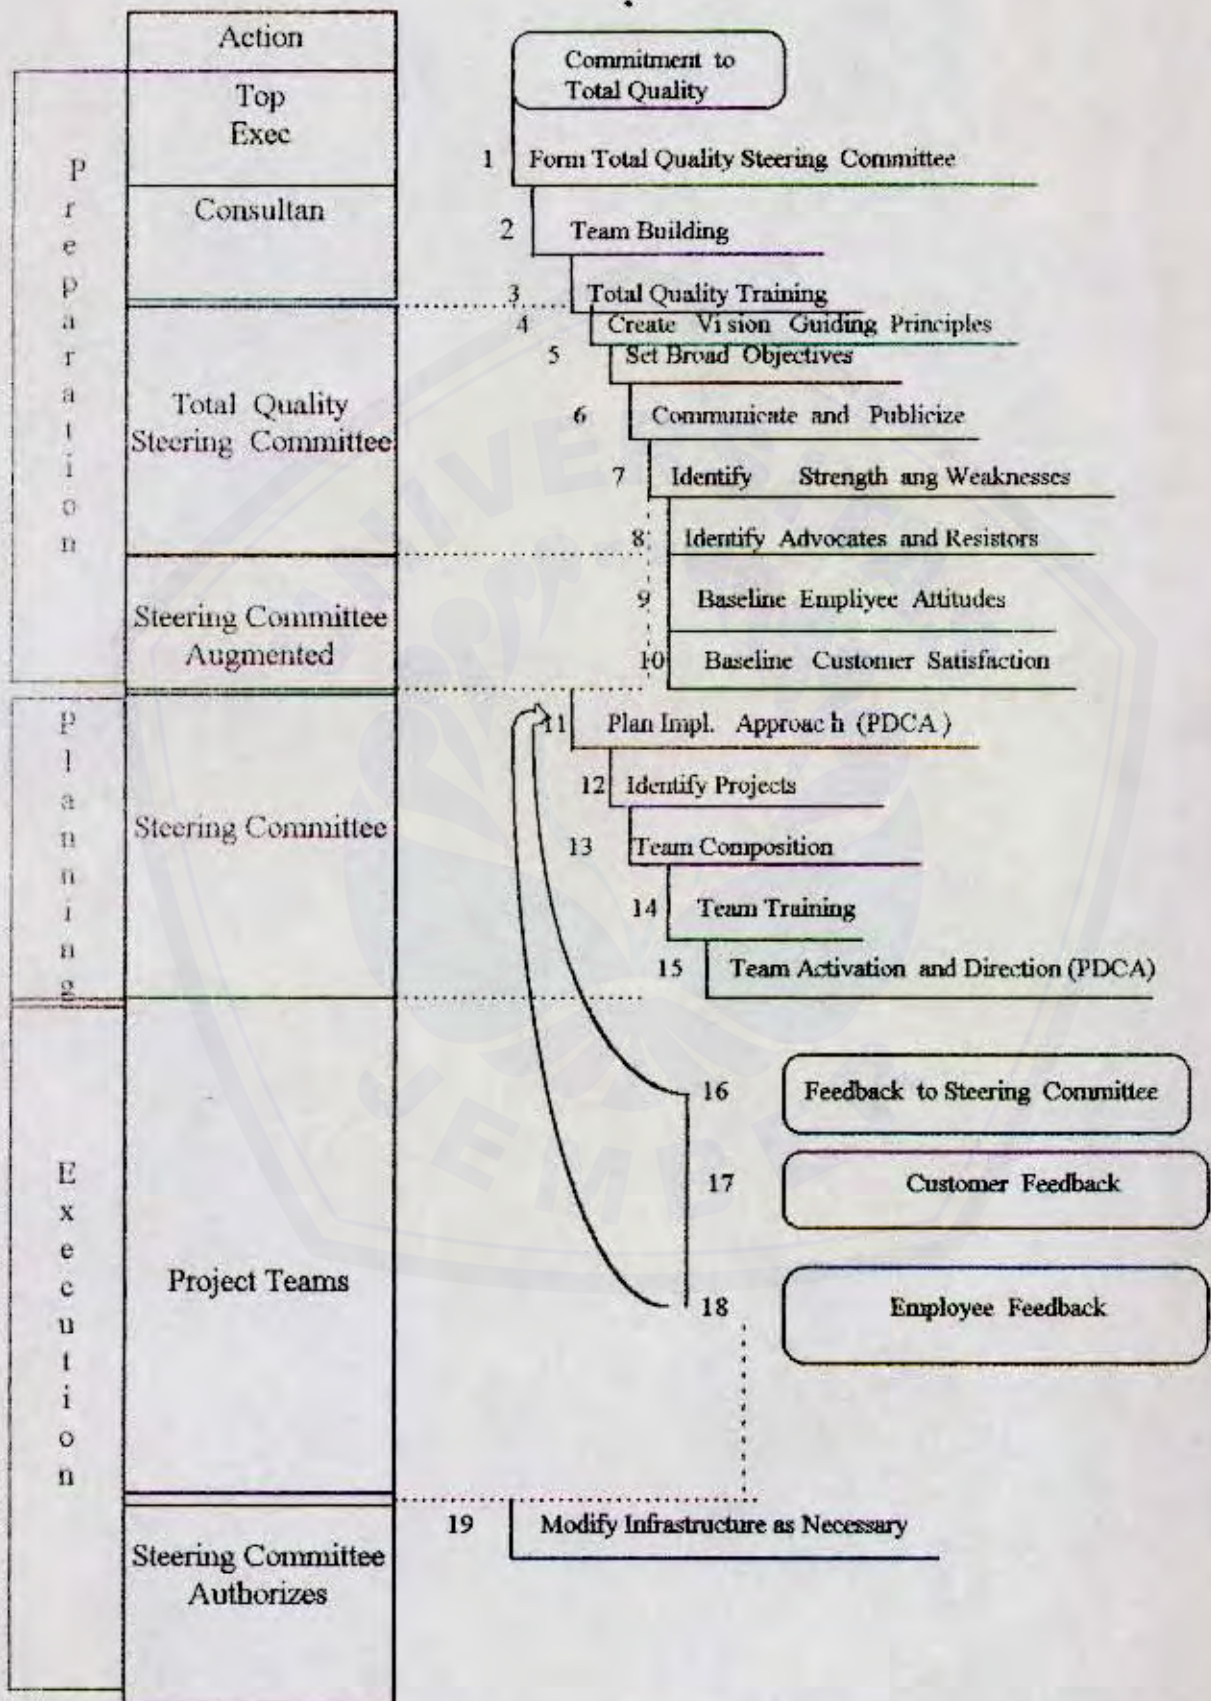 Action
Top
Exec
Consultan
Total Quality
Steering Committee
Steering Committee
Augmented
Steering Committee
Project Teams
Steering Committee
Authorizes
Preparation
Planning
Execution
Commitment to
Total Quality
1 Form Total Quality Steering Committee
2 Team Building
3 Total Quality Training
4 Create Vision Guiding Principles
5 Set Broad Objectives
6 Communicate and Publicize
7 Identify Strength ang Weaknesses
8 Identify Advocates and Resistors
9 Baseline Empliyee Attitudes
10 Baseline Customer Satisfaction
11 Plan Impl. Approach (PDCA)
12 Identify Projects
13 Team Composition
14 Team Training
15 Team Activation and Direction (PDCA)
16 Feedback to Steering Committee
17 Customer Feedback
18 Employee Feedback
19 Modify Infrastructure as Necessary